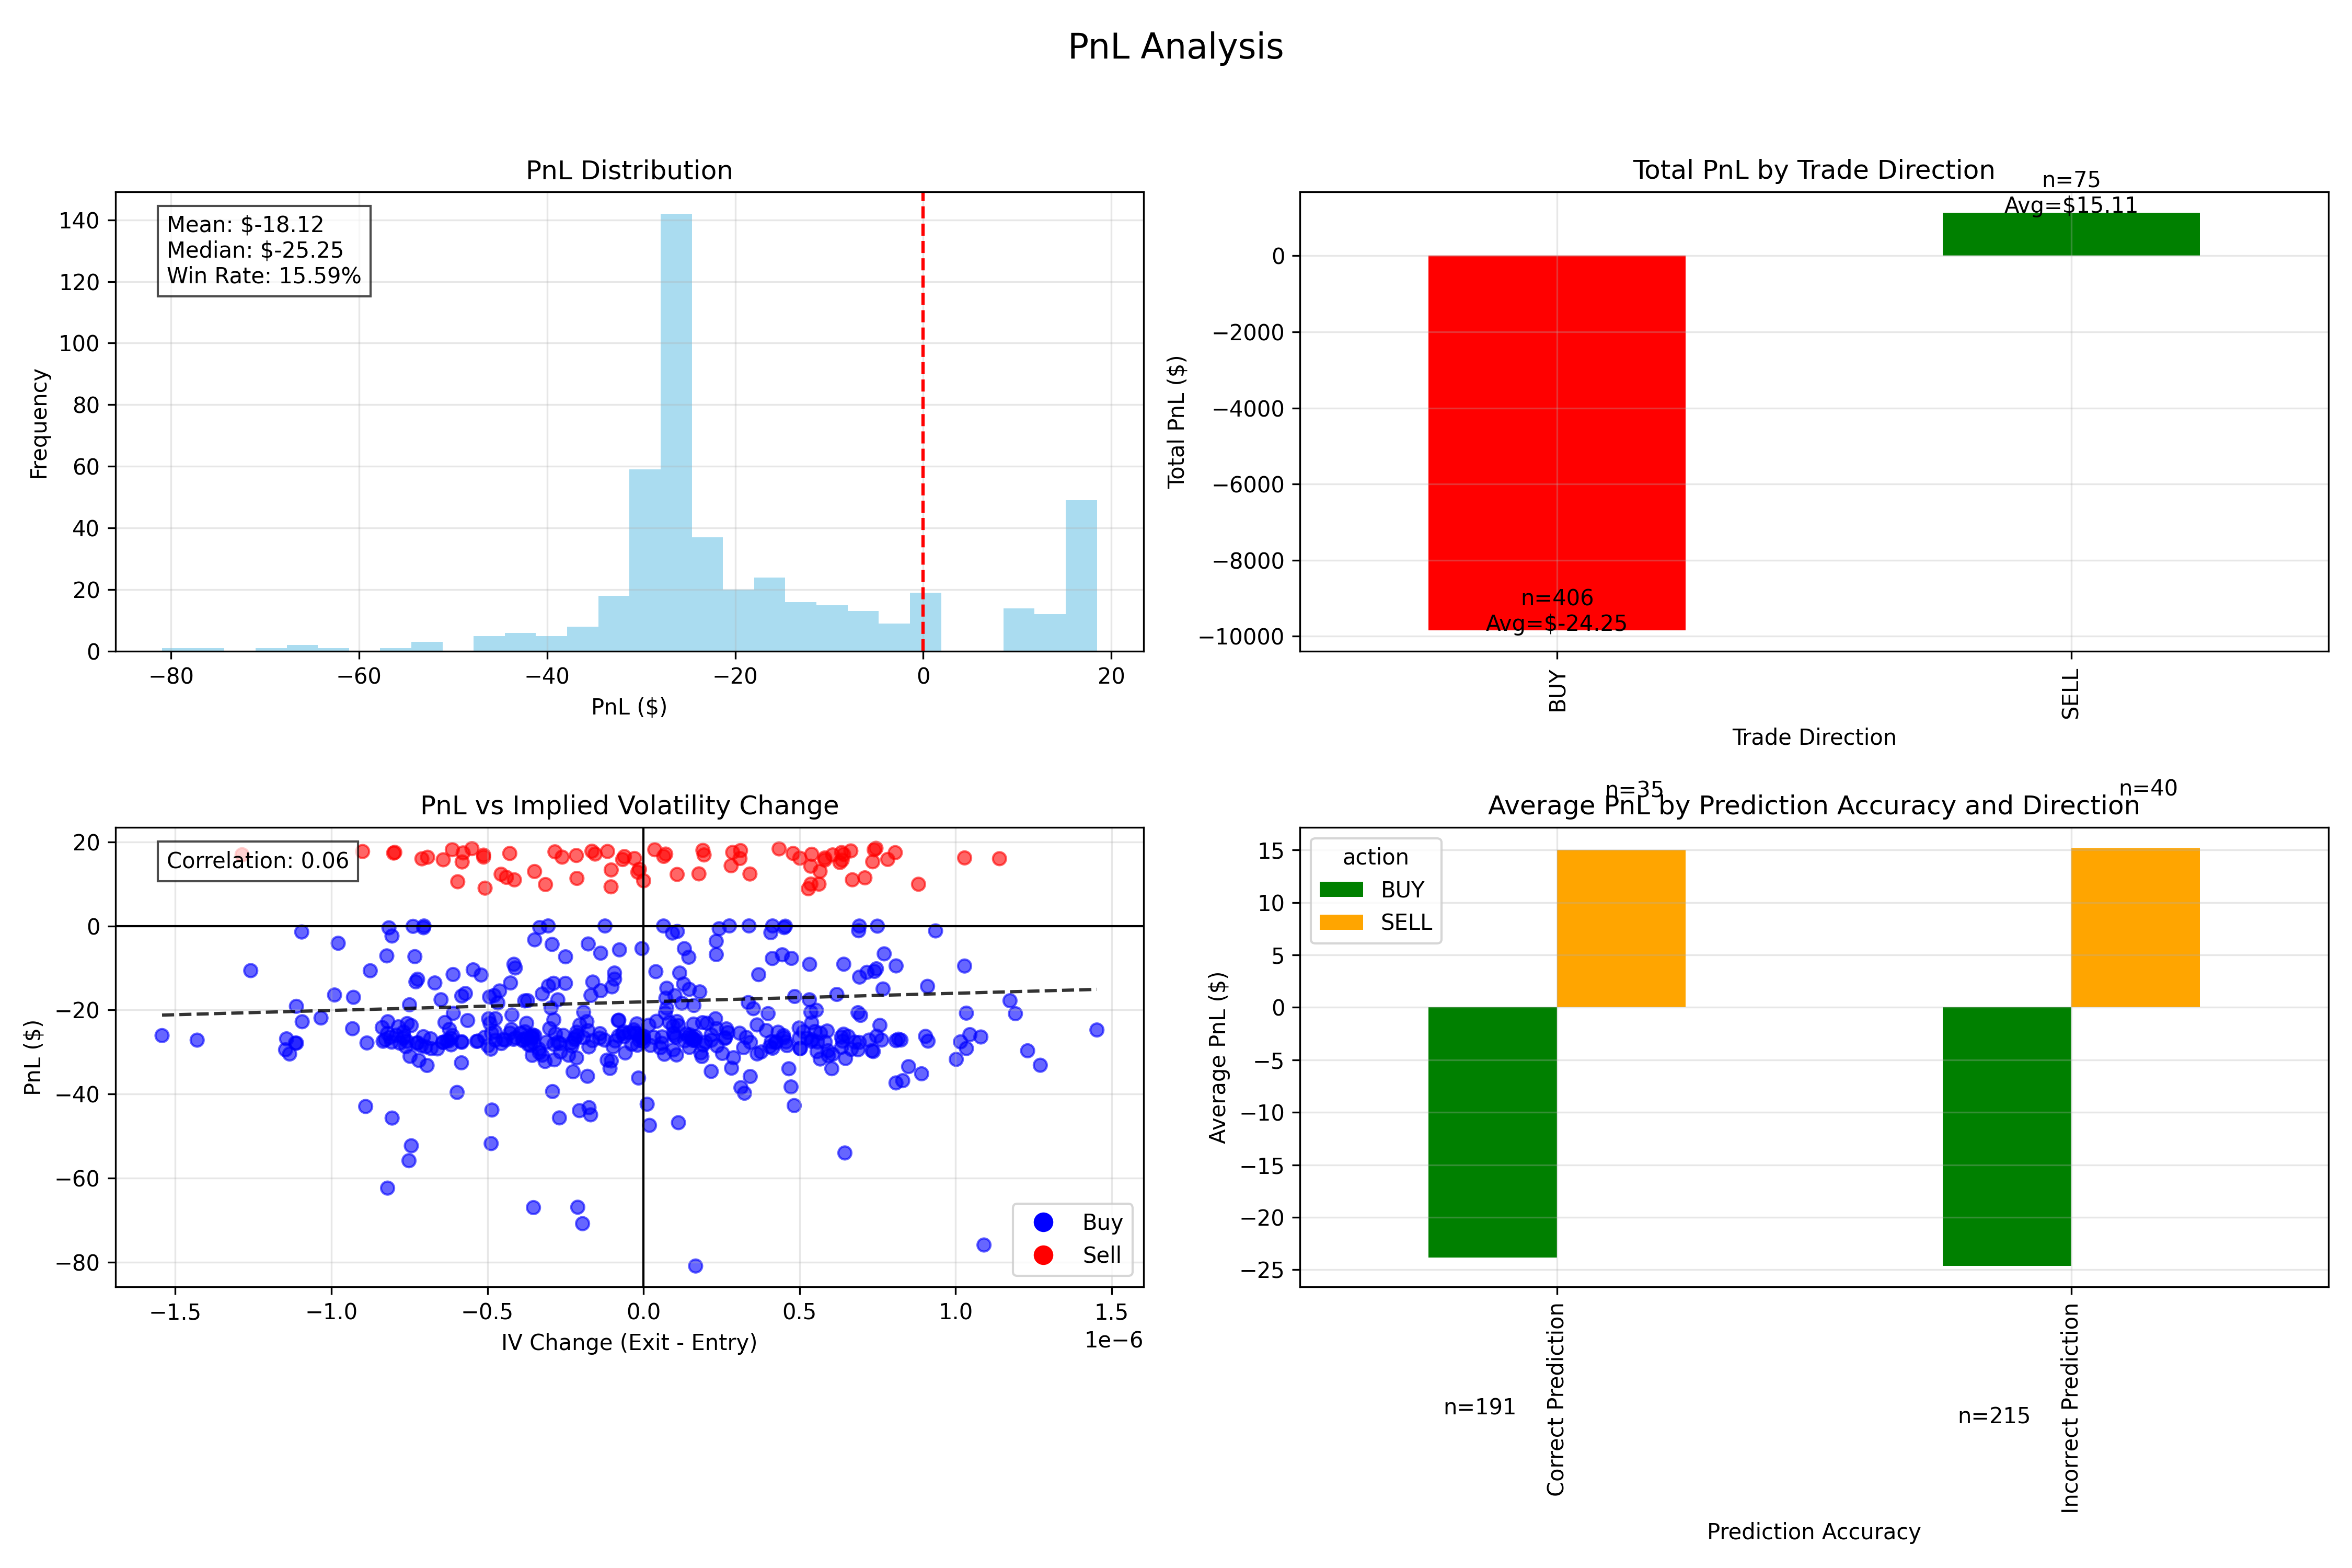 PnL Analysis
PnL Distribution
Mean: $-18.12
Median: $-25.25
Win Rate: 15.59%
140
120
100
80
60
40
20
0
Frequency
−80
−60
−40
−20
0
20
PnL ($)
Total PnL by Trade Direction
n=75
Avg=$15.11
0
−2000
−4000
−6000
−8000
−10000
Total PnL ($)
n=406
Avg=$-24.25
BUY
SELL
Trade Direction
PnL vs Implied Volatility Change
Correlation: 0.06
20
0
−20
−40
−60
−80
PnL ($)
Buy
Sell
−1.5
−1.0
−0.5
0.0
0.5
1.0
1.5
1e−6
IV Change (Exit - Entry)
n=35
n=40
Average PnL by Prediction Accuracy and Direction
action
BUY
SELL
15
10
5
0
−5
−10
−15
−20
−25
Average PnL ($)
n=191
n=215
Correct Prediction
Incorrect Prediction
Prediction Accuracy